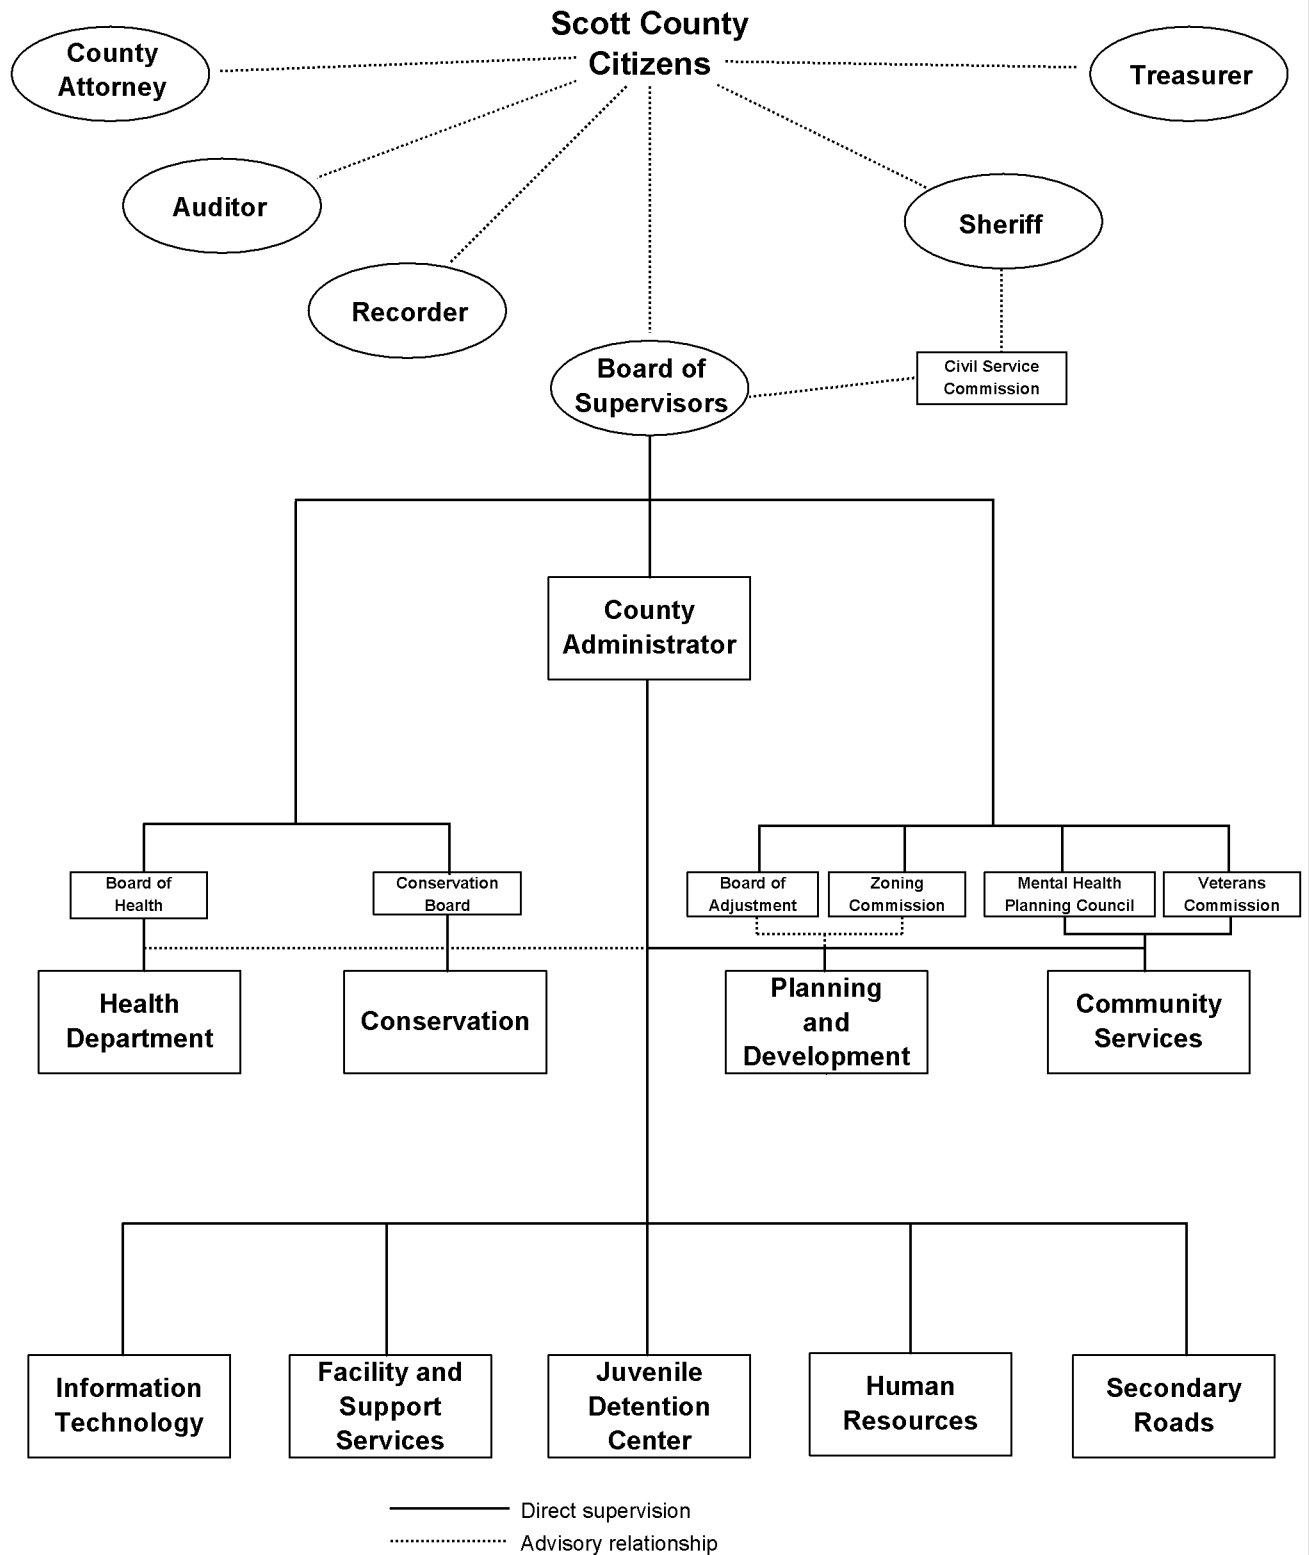 Scott County
Citizens
County
Attorney
Treasurer
Auditor
Sheriff
Recorder
Board of
Supervisors
Civil Service
Commission
County
Administrator
Board of
Health
Conservation
Board
Board of
Adjustment
Zoning
Commission
Mental Health
Planning Council
Veterans
Commission
Health
Department
Conservation
Planning
and
Development
Community
Services
Information
Technology
Facility and
Support
Services
Juvenile
Detention
Center
Human
Resources
Secondary
Roads
Direct supervision
Advisory relationship